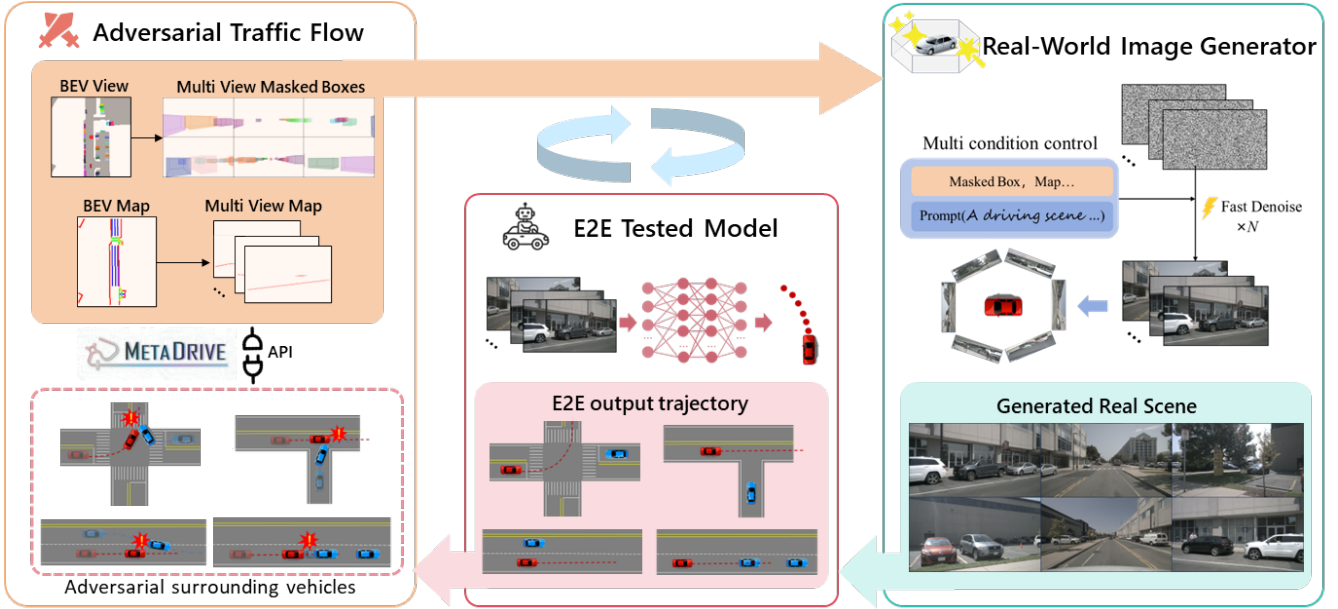 Adversarial Traffic Flow
BEV View
Multi View Masked Boxes
BEV Map
Multi View Map
METADRIVE
API
Adversarial surrounding vehicles
E2E Tested Model
E2E output trajectory
Real-World Image Generator
Multi condition control
Masked Box, Map...
Prompt(A driving scene ...)
Fast Denoise
×N
Generated Real Scene